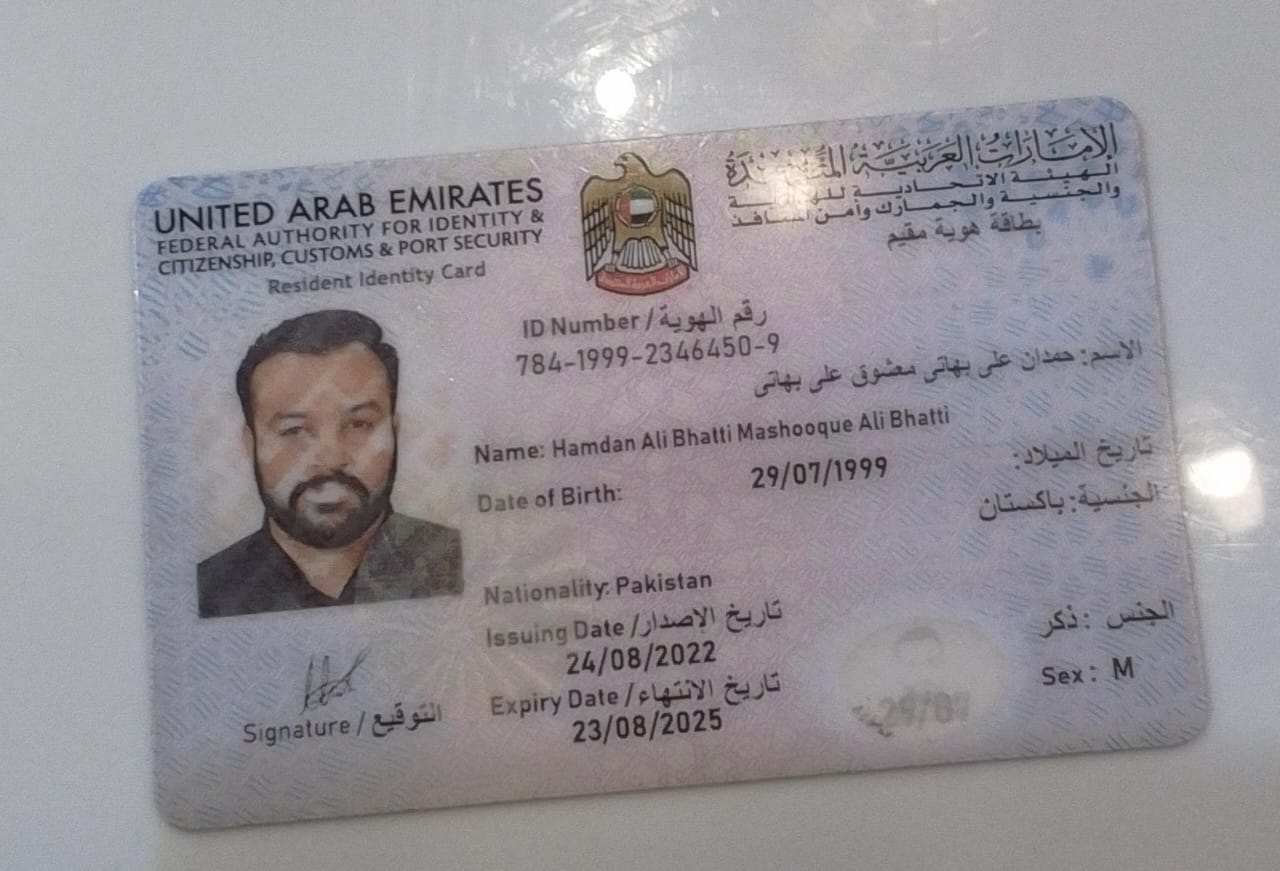 UNITED ARAB EMIRATES
FEDERAL AUTHORITY FOR IDENTITY &
CITIZENSHIP, CUSTOMS & PORT SECURITY
Resident Identity Card
الإمارات العربية المتحدة
الهيئة الاتحادية للهوية
والجنسية والجمارك وأمن المنافذ
بطاقة هوية مقيم
ID Number / رقم الهوية
784-1999-2346450-9
الاسم: حمدان على بهاتى معشوق على بهاتى
Name: Hamdan Ali Bhatti Mashooque Ali Bhatti
Date of Birth: 29/07/1999 تاريخ الميلاد:
الجنسية: باكستان
Nationality: Pakistan
Issuing Date / تاريخ الإصدار
24/08/2022
Expiry Date / تاريخ الانتهاء
23/08/2025
الجنس : ذكر
Sex: M
Signature / التوقيع
29/07